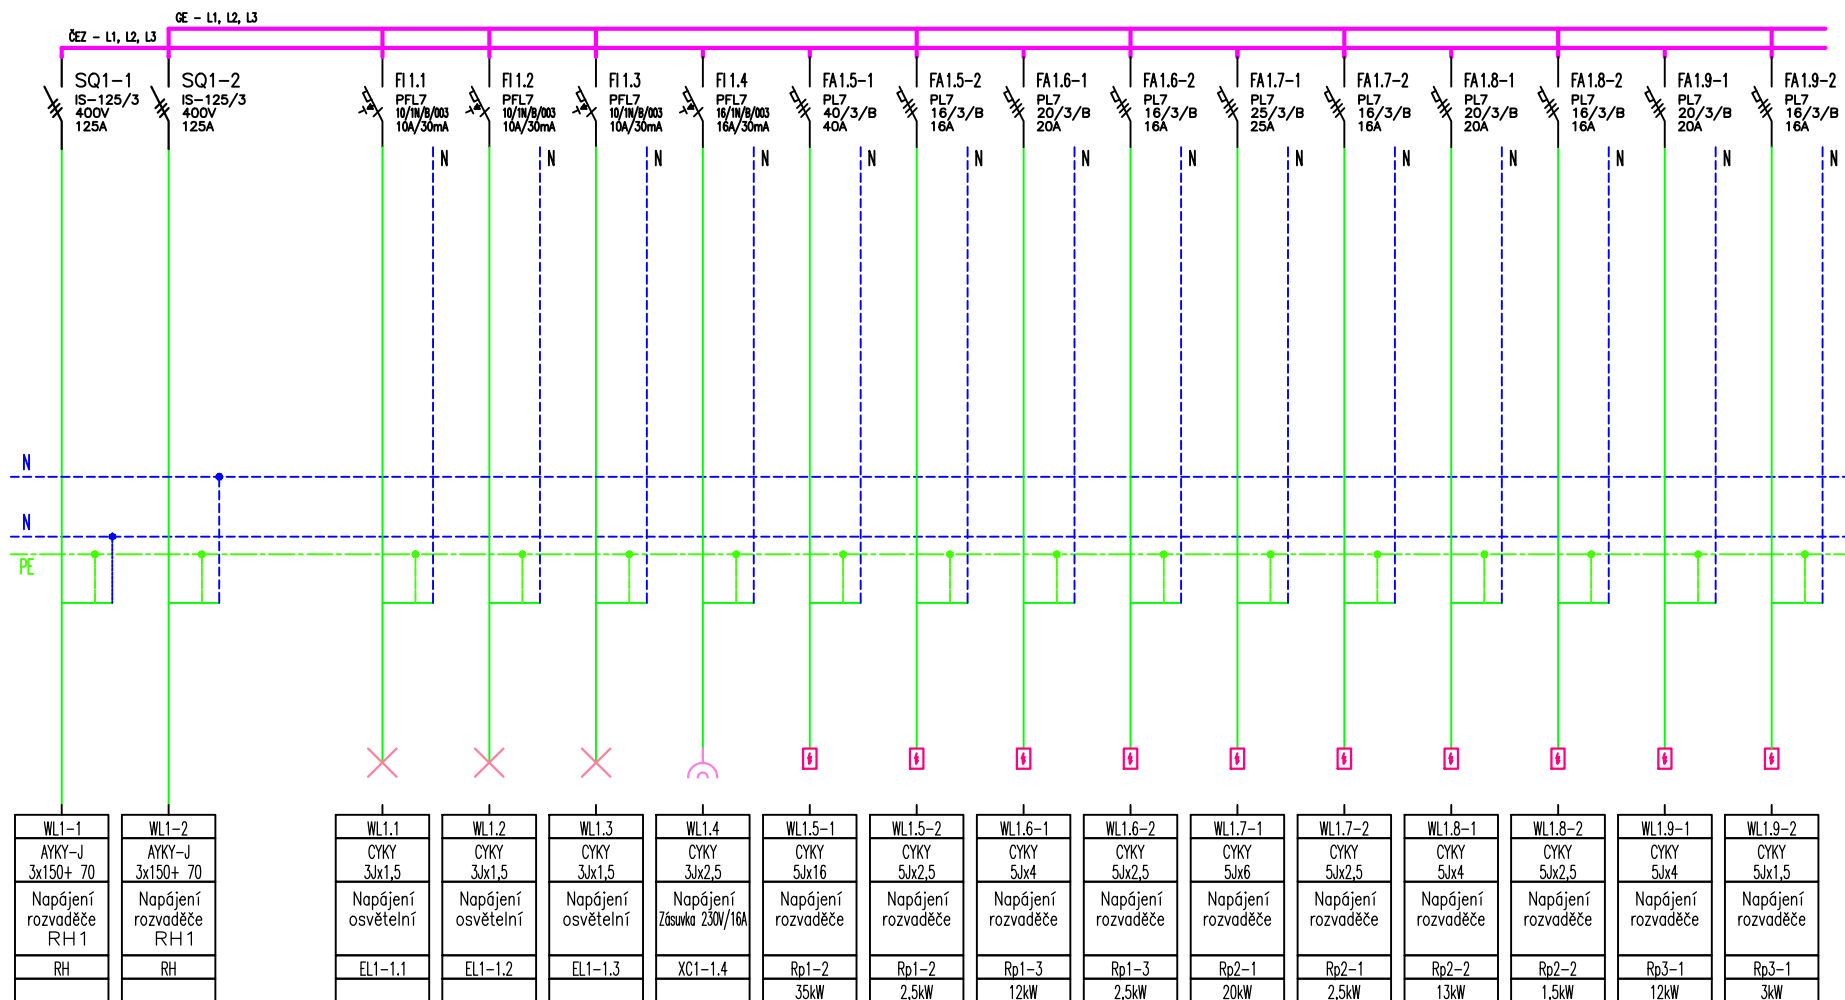 GE - L1, L2, L3
ČEZ - L1, L2, L3
SQ1-1
IS-125/3
400V
125A
SQ1-2
IS-125/3
400V
125A
FI1.1
PFL7
10/1N/B/003
10A/30mA
N
FI1.2
PFL7
10/1N/B/003
10A/30mA
N
FI1.3
PFL7
10/1N/B/003
10A/30mA
N
FI1.4
PFL7
16/1N/B/003
16A/30mA
N
FA1.5-1
PL7
40/3/B
40A
N
FA1.5-2
PL7
16/3/B
16A
N
FA1.6-1
PL7
20/3/B
20A
N
FA1.6-2
PL7
16/3/B
16A
N
FA1.7-1
PL7
25/3/B
25A
N
FA1.7-2
PL7
16/3/B
16A
N
FA1.8-1
PL7
20/3/B
20A
N
FA1.8-2
PL7
16/3/B
16A
N
FA1.9-1
PL7
20/3/B
20A
N
FA1.9-2
PL7
16/3/B
16A
N
N
N
PE
WL1-1
AYKY-J
3x150+ 70
Napájení
rozvaděče
RH1
RH
WL1-2
AYKY-J
3x150+ 70
Napájení
rozvaděče
RH1
RH
WL1.1
CYKY
3Jx1,5
Napájení
osvětelní
EL1-1.1
WL1.2
CYKY
3Jx1,5
Napájení
osvětelní
EL1-1.2
WL1.3
CYKY
3Jx1,5
Napájení
osvětelní
EL1-1.3
WL1.4
CYKY
3Jx2,5
Napájení
Zásuvka 230V/16A
XC1-1.4
WL1.5-1
CYKY
5Jx16
Napájení
rozvaděče
Rp1-2
35kW
WL1.5-2
CYKY
5Jx2,5
Napájení
rozvaděče
Rp1-2
2,5kW
WL1.6-1
CYKY
5Jx4
Napájení
rozvaděče
Rp1-3
12kW
WL1.6-2
CYKY
5Jx2,5
Napájení
rozvaděče
Rp1-3
2,5kW
WL1.7-1
CYKY
5Jx6
Napájení
rozvaděče
Rp2-1
20kW
WL1.7-2
CYKY
5Jx2,5
Napájení
rozvaděče
Rp2-1
2,5kW
WL1.8-1
CYKY
5Jx4
Napájení
rozvaděče
Rp2-2
13kW
WL1.8-2
CYKY
5Jx2,5
Napájení
rozvaděče
Rp2-2
1,5kW
WL1.9-1
CYKY
5Jx4
Napájení
rozvaděče
Rp3-1
12kW
WL1.9-2
CYKY
5Jx1,5
Napájení
rozvaděče
Rp3-1
3kW